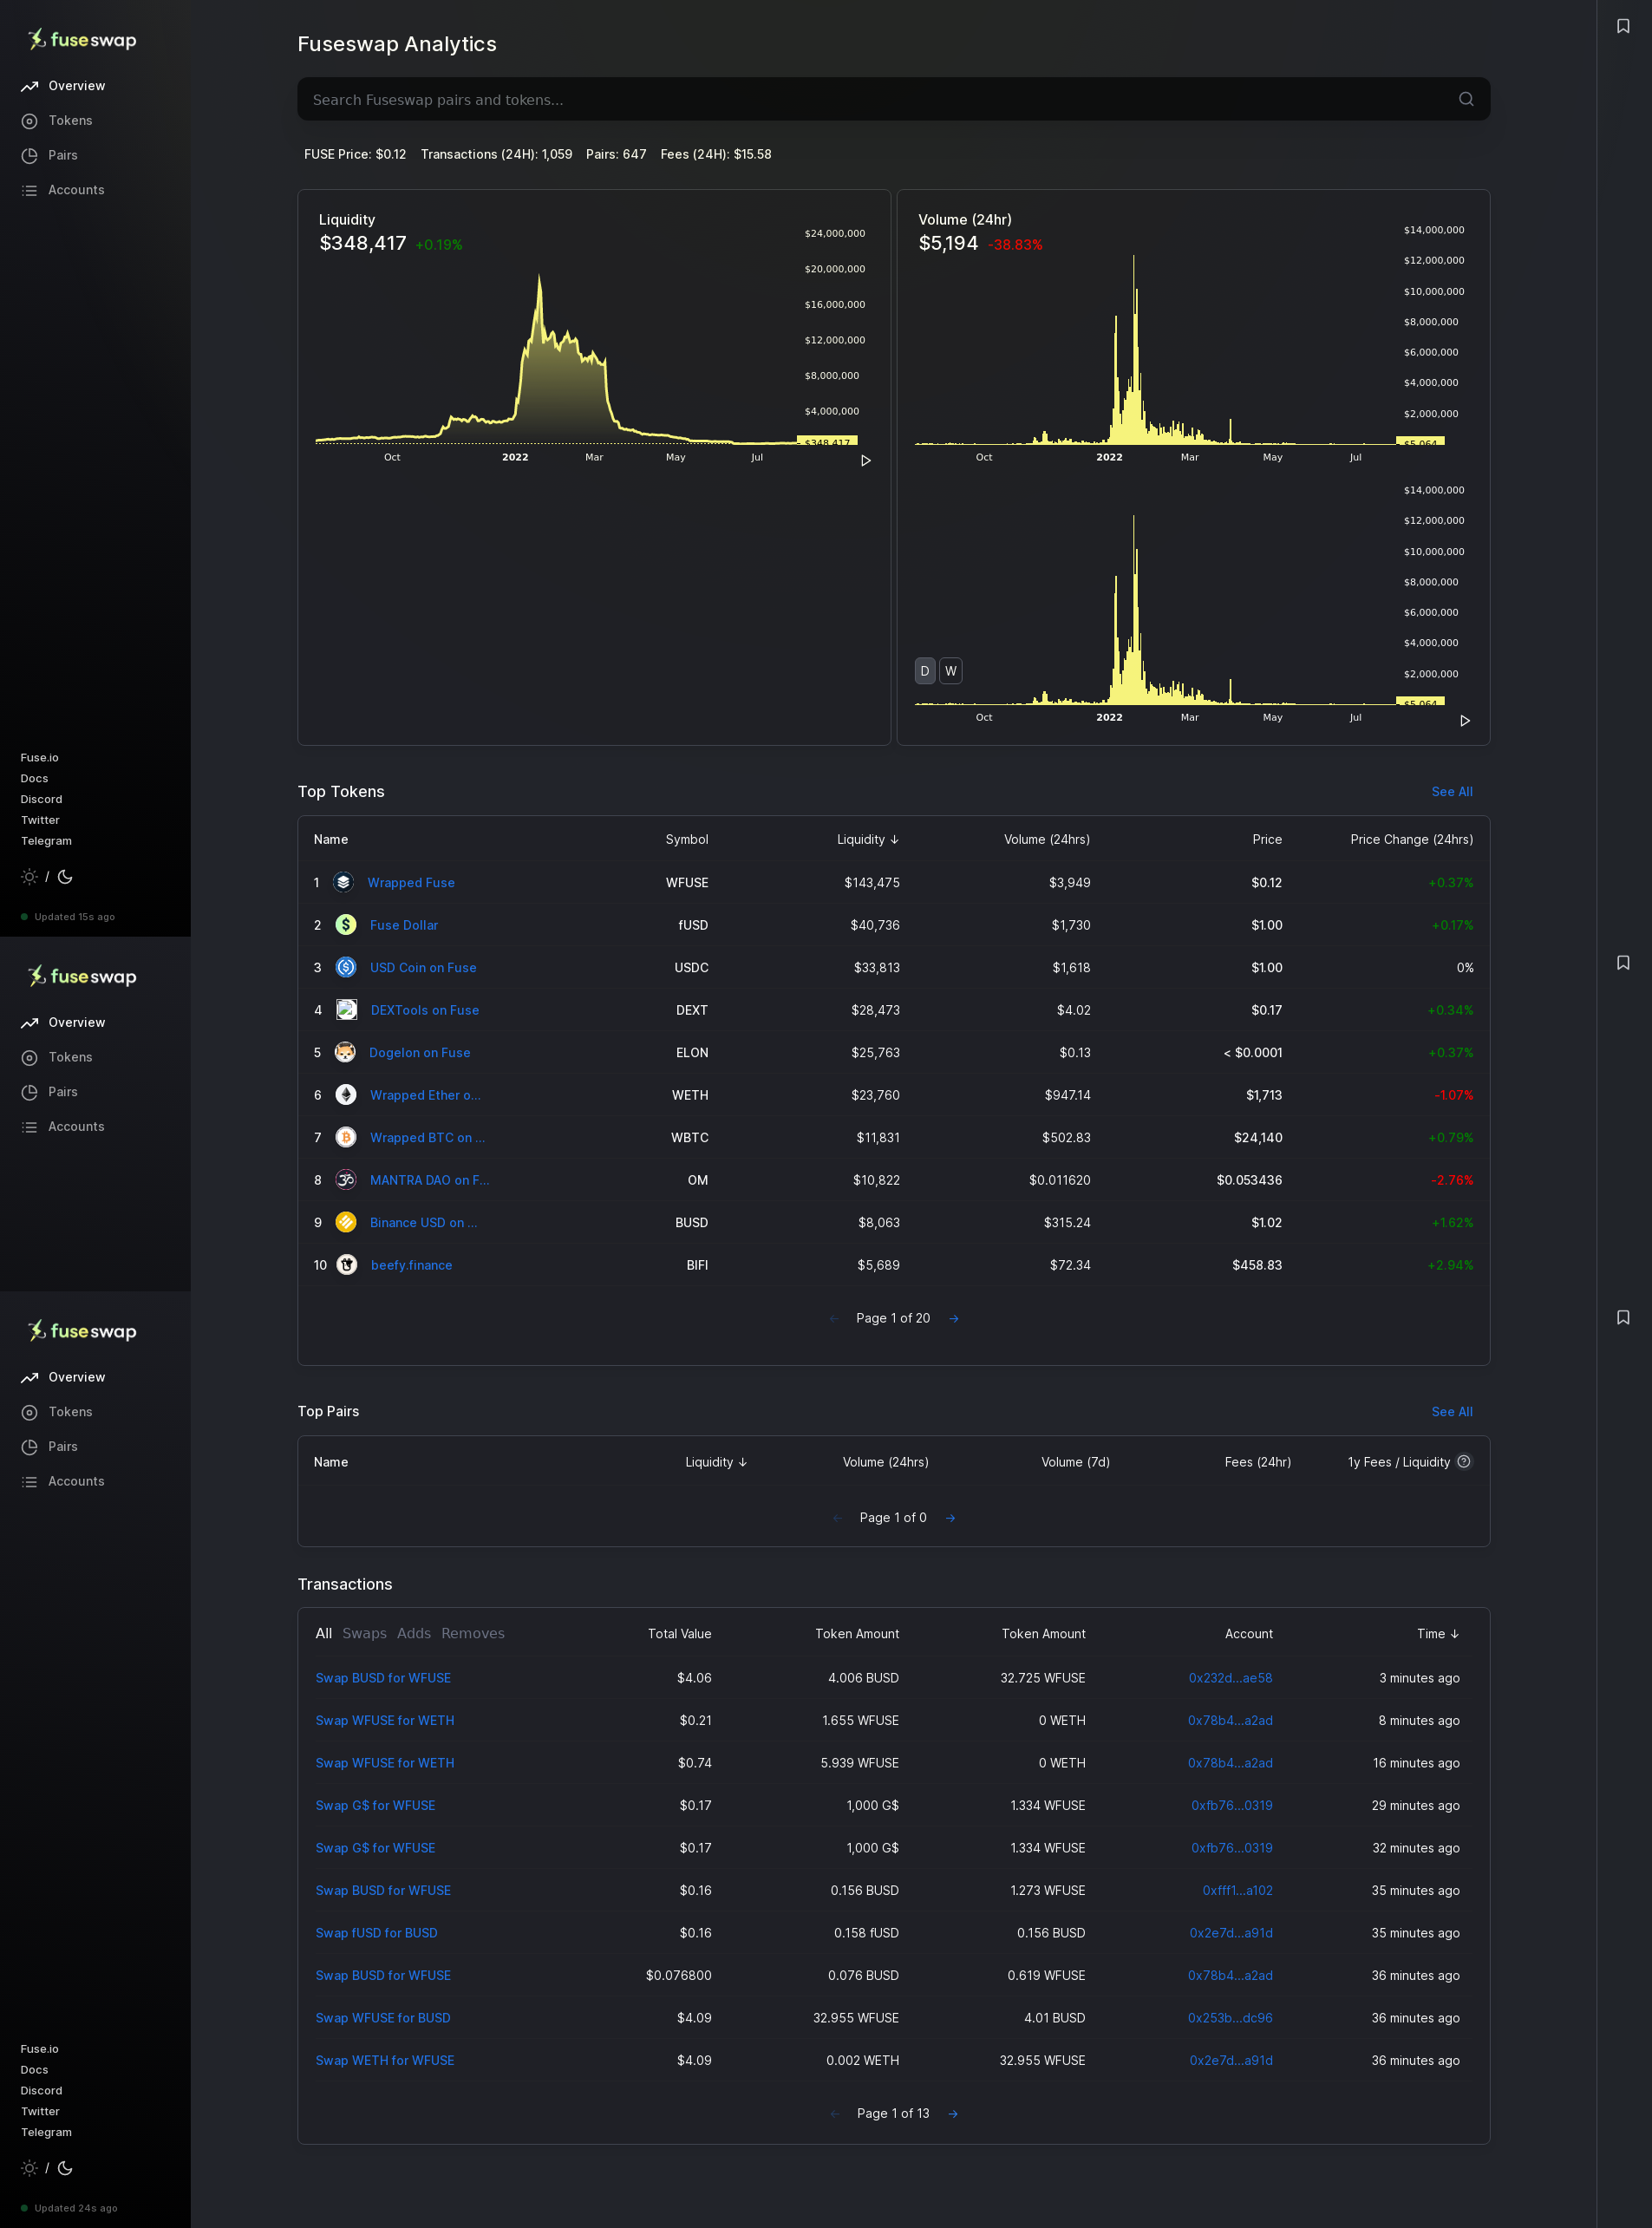 fuseswap
Overview
Tokens
Pairs
Accounts
Fuse.io
Docs
Discord
Twitter
Telegram
/
Updated 15s ago
fuseswap
Overview
Tokens
Pairs
Accounts
fuseswap
Overview
Tokens
Pairs
Accounts
Fuse.io
Docs
Discord
Twitter
Telegram
/
Updated 24s ago
Fuseswap Analytics
Search Fuseswap pairs and tokens...
FUSE Price: $0.12 Transactions (24H): 1,059 Pairs: 647 Fees (24H): $15.58
Liquidity
$348,417 +0.19%
$24,000,000
$20,000,000
$16,000,000
$12,000,000
$8,000,000
$4,000,000
$348,417
Oct 2022 Mar May Jul
Volume (24hr)
$5,194 -38.83%
$14,000,000
$12,000,000
$10,000,000
$8,000,000
$6,000,000
$4,000,000
$2,000,000
$5,064
Oct 2022 Mar May Jul
$14,000,000
$12,000,000
$10,000,000
$8,000,000
$6,000,000
$4,000,000
$2,000,000
$5,064
D W
Oct 2022 Mar May Jul
Top Tokens See All
Name Symbol Liquidity ↓ Volume (24hrs) Price Price Change (24hrs)
1 Wrapped Fuse WFUSE $143,475 $3,949 $0.12 +0.37%
2 Fuse Dollar fUSD $40,736 $1,730 $1.00 +0.17%
3 USD Coin on Fuse USDC $33,813 $1,618 $1.00 0%
4 DEXTools on Fuse DEXT $28,473 $4.02 $0.17 +0.34%
5 Dogelon on Fuse ELON $25,763 $0.13 < $0.0001 +0.37%
6 Wrapped Ether o... WETH $23,760 $947.14 $1,713 -1.07%
7 Wrapped BTC on ... WBTC $11,831 $502.83 $24,140 +0.79%
8 MANTRA DAO on F... OM $10,822 $0.011620 $0.053436 -2.76%
9 Binance USD on ... BUSD $8,063 $315.24 $1.02 +1.62%
10 beefy.finance BIFI $5,689 $72.34 $458.83 +2.94%
← Page 1 of 20 →
Top Pairs See All
Name Liquidity ↓ Volume (24hrs) Volume (7d) Fees (24hr) 1y Fees / Liquidity
← Page 1 of 0 →
Transactions
All Swaps Adds Removes Total Value Token Amount Token Amount Account Time ↓
Swap BUSD for WFUSE $4.06 4.006 BUSD 32.725 WFUSE 0x232d...ae58 3 minutes ago
Swap WFUSE for WETH $0.21 1.655 WFUSE 0 WETH 0x78b4...a2ad 8 minutes ago
Swap WFUSE for WETH $0.74 5.939 WFUSE 0 WETH 0x78b4...a2ad 16 minutes ago
Swap G$ for WFUSE $0.17 1,000 G$ 1.334 WFUSE 0xfb76...0319 29 minutes ago
Swap G$ for WFUSE $0.17 1,000 G$ 1.334 WFUSE 0xfb76...0319 32 minutes ago
Swap BUSD for WFUSE $0.16 0.156 BUSD 1.273 WFUSE 0xfff1...a102 35 minutes ago
Swap fUSD for BUSD $0.16 0.158 fUSD 0.156 BUSD 0x2e7d...a91d 35 minutes ago
Swap BUSD for WFUSE $0.076800 0.076 BUSD 0.619 WFUSE 0x78b4...a2ad 36 minutes ago
Swap WFUSE for BUSD $4.09 32.955 WFUSE 4.01 BUSD 0x253b...dc96 36 minutes ago
Swap WETH for WFUSE $4.09 0.002 WETH 32.955 WFUSE 0x2e7d...a91d 36 minutes ago
← Page 1 of 13 →